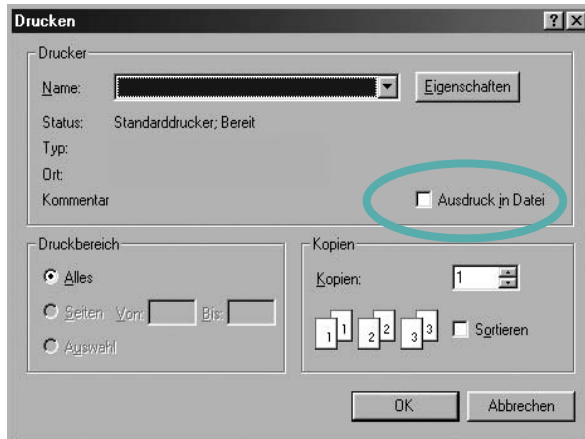 Drucken
Drucker
Name:
Eigenschaften
Status: Standarddrucker; Bereit
Typ:
Ort:
Kommentar
Ausdruck in Datei
Druckbereich
Alles
Seiten Von: Bis:
Auswahl
Kopien
Kopien: 1
1 1 2 2 3 3
Sortieren
OK
Abbrechen